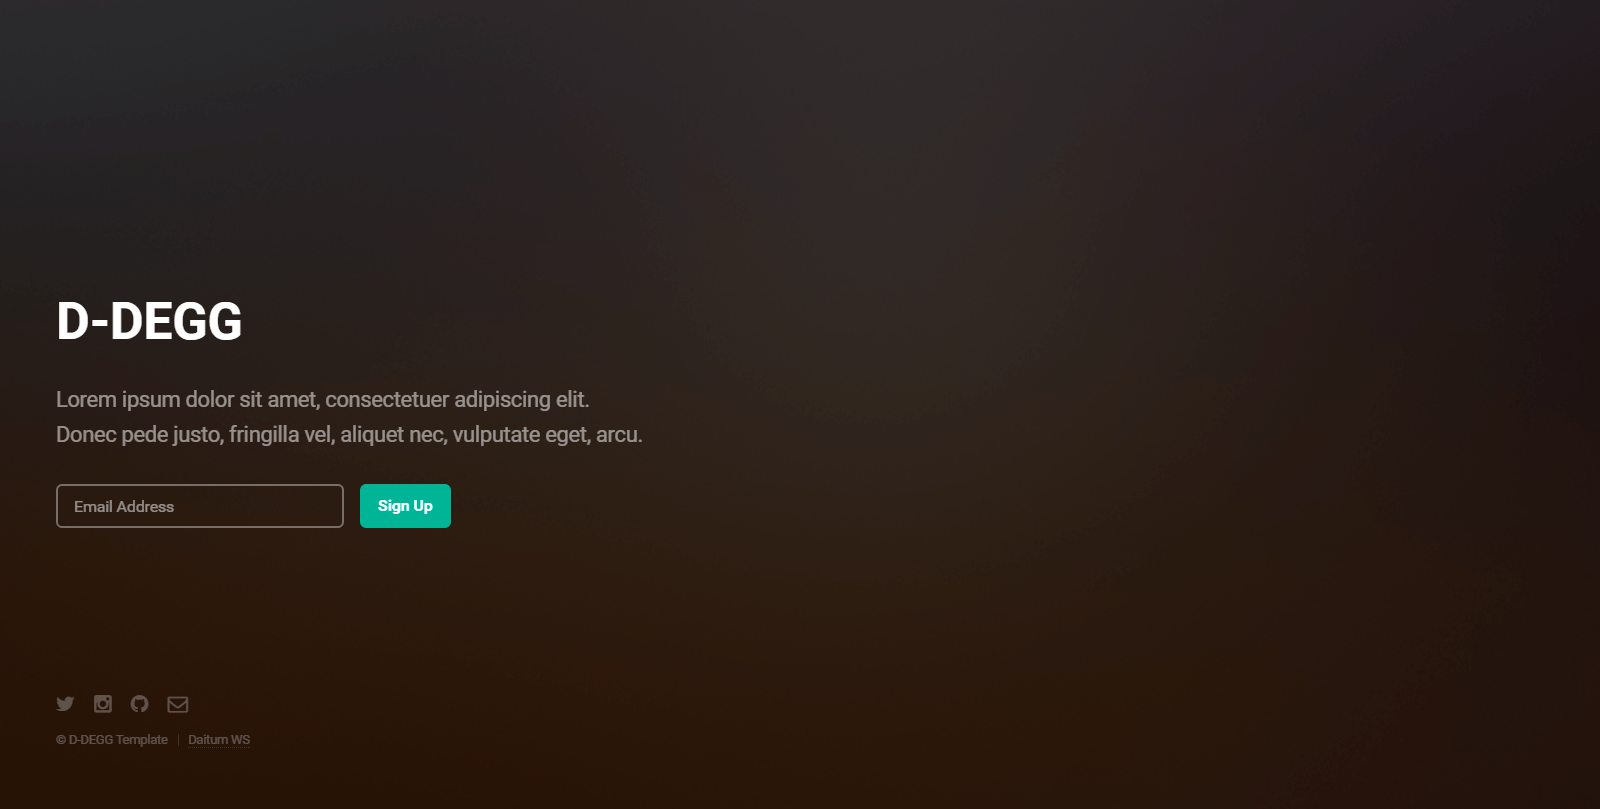 D-DEGG
Lorem ipsum dolor sit amet, consectetuer adipiscing elit.
Donec pede justo, fringilla vel, aliquet nec, vulputate eget, arcu.
Email Address
Sign Up
© D-DEGG Template | Daitum WS